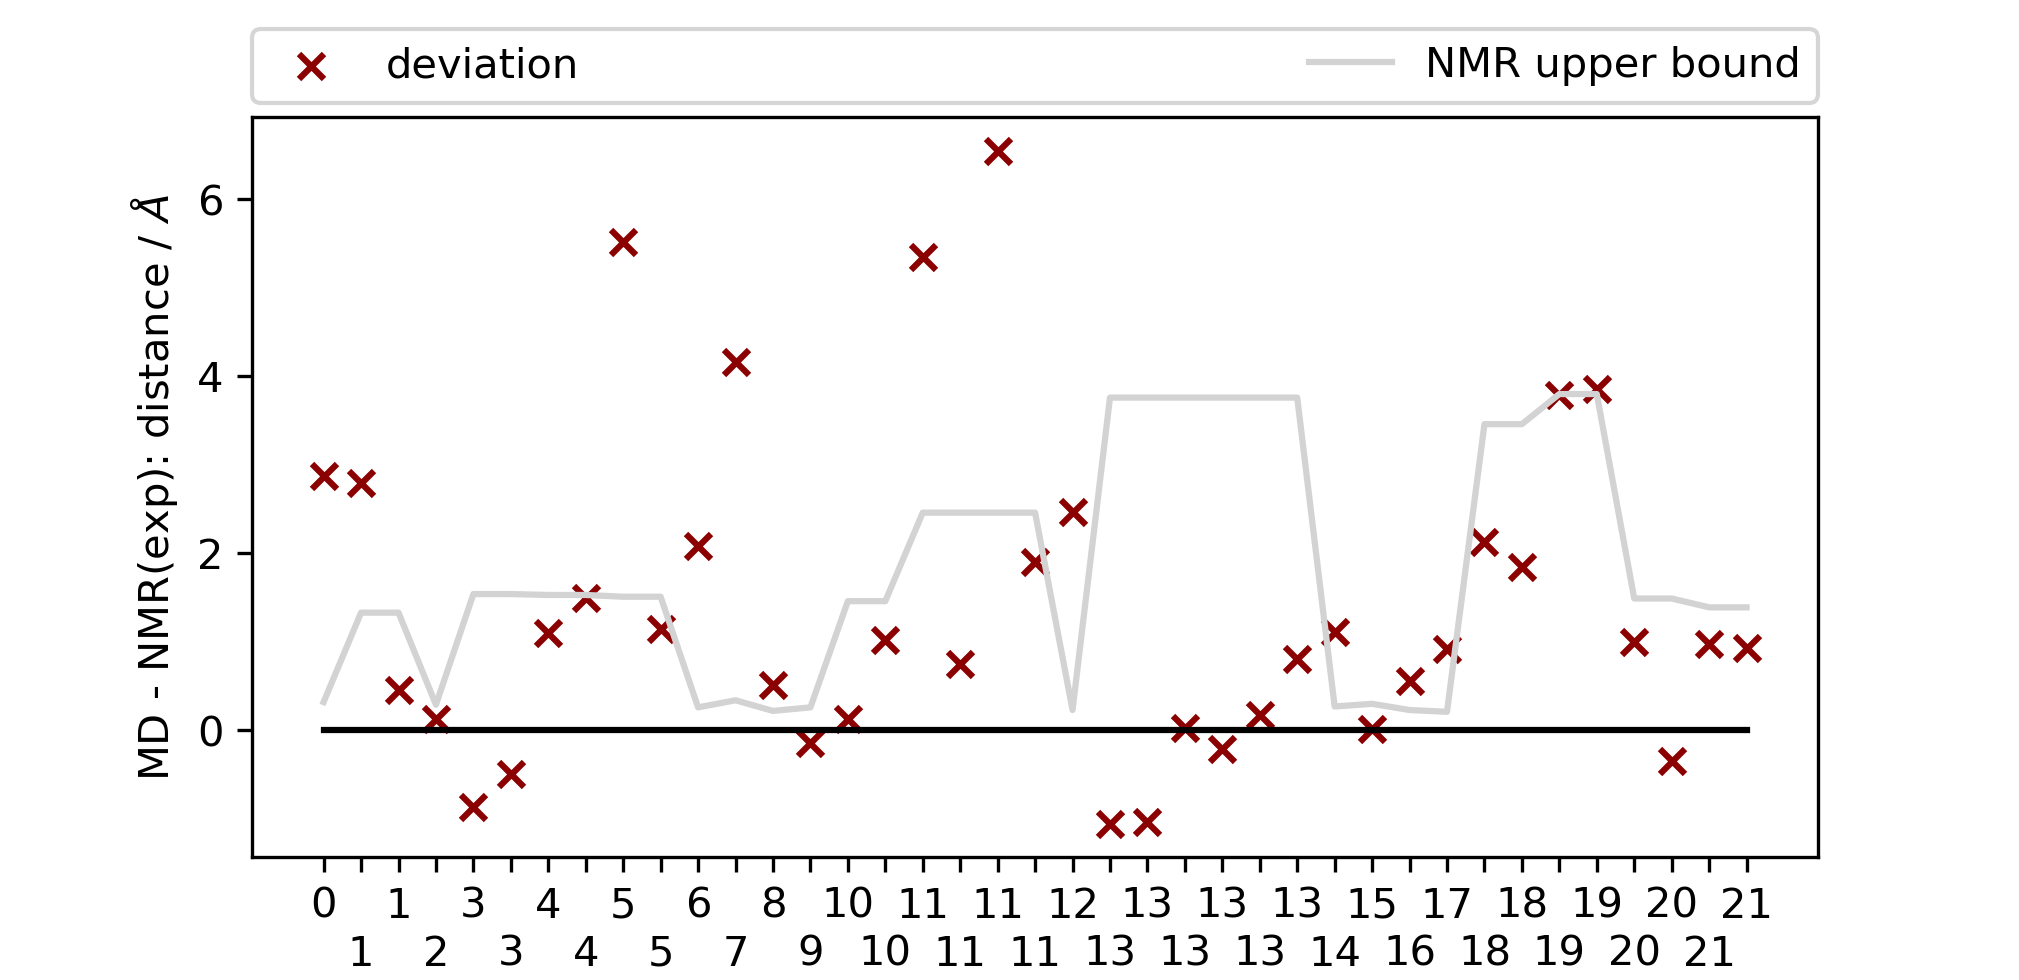 deviation NMR upper bound
MD - NMR(exp): distance / Å
6
4
2
0
0 1 3 4 5 6 8 10 11 11 12 13 13 13 15 17 18 19 20 21
1 2 3 4 5 7 9 10 11 11 13 13 13 14 16 18 19 20 21